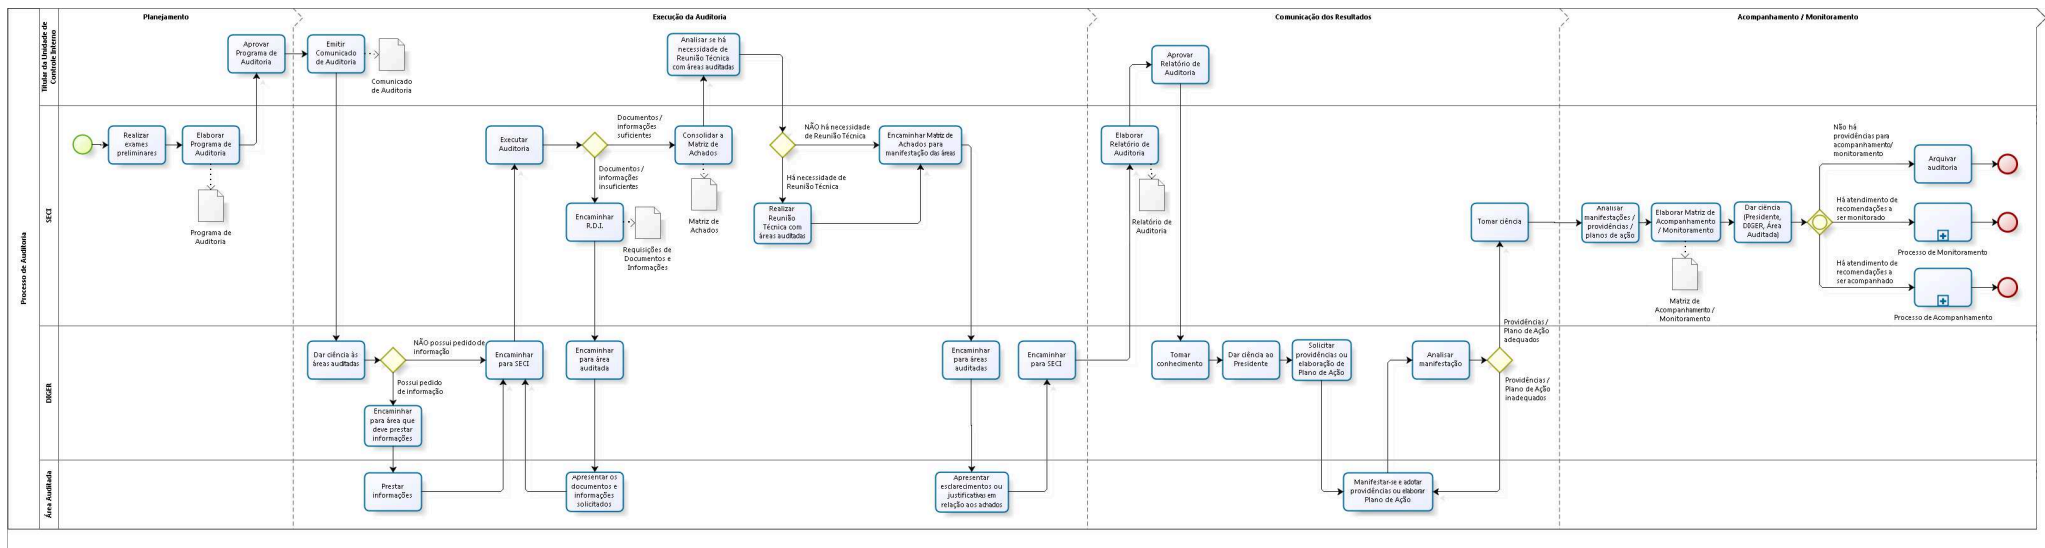 Planejamento
Execução da Auditoria
Comunicação dos Resultados
Acompanhamento / Monitoramento
Processo de Auditoria
Titular da Unidade de
Controle Interno
Aprovar
Programa de
Auditoria
Emitir
Comunicado
de Auditoria
Comunicado
de Auditoria
Analisar se há
necessidade de
Reunião Técnica
com áreas auditadas
Aprovar
Relatório de
Auditoria
SECI
Realizar
exames
preliminares
Elaborar
Programa de
Auditoria
Programa de
Auditoria
Executar
Auditoria
Documentos /
informações
suficientes
Documentos /
informações
insuficientes
Encaminhar
R.D.I.
Requisições de
Documentos e
Informações
Consolidar a
Matriz de
Achados
Matriz de
Achados
NÃO há necessidade
de Reunião Técnica
Há necessidade de
Reunião Técnica
Realizar
Reunião
Técnica com
áreas auditadas
Encaminhar Matriz de
Achados para
manifestação das áreas
Elaborar
Relatório de
Auditoria
Relatório de
Auditoria
Tomar ciência
Analisar
manifestações /
providências /
planos de ação
Elaborar Matriz de
Acompanhamento
/ Monitoramento
Matriz de
Acompanhamento /
Monitoramento
Dar ciência
(Presidente,
DIGER, Área
Auditada)
Não há
providências para
acompanhamento/
monitoramento
Arquivar
auditoria
Há atendimento de
recomendações a
ser monitorado
Processo de Monitoramento
Há atendimento de
recomendações a
ser acompanhado
Processo de Acompanhamento
DIGER
Dar ciência às
áreas auditadas
NÃO possui pedido de
informação
Possui pedido
de informação
Encaminhar
para área que
deve prestar
informações
Encaminhar
para SECI
Encaminhar
para área
auditada
Encaminhar
para áreas
auditadas
Encaminhar
para SECI
Tomar
conhecimento
Dar ciência ao
Presidente
Solicitar
providências ou
elaboração de
Plano de Ação
Analisar
manifestação
Providências /
Plano de Ação
adequados
Providências /
Plano de Ação
inadequados
Área Auditada
Prestar
informações
Apresentar os
documentos e
informações
solicitados
Apresentar
esclarecimentos ou
justificativas em
relação aos achados
Manifestar-se e adotar
providências ou elaborar
Plano de Ação